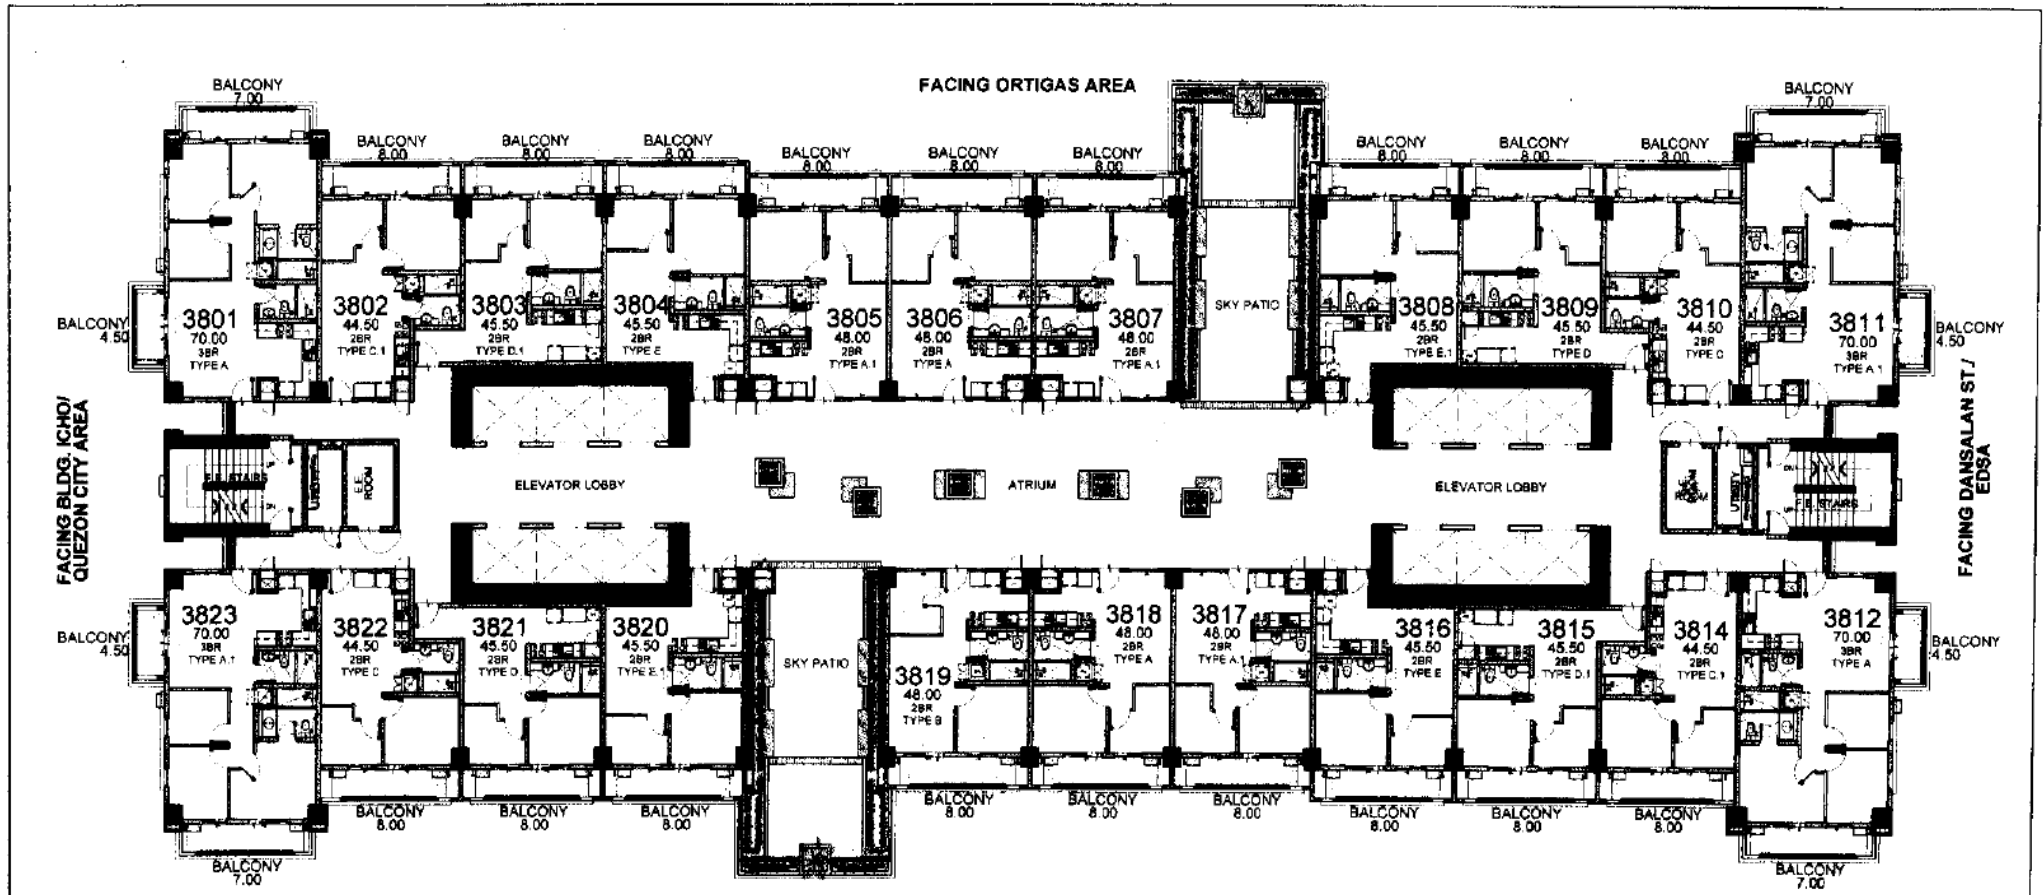 FACING ORTIGAS AREA
BALCONY
7.00
BALCONY
8.00
BALCONY
8.00
BALCONY
8.00
BALCONY
8.00
BALCONY
8.00
BALCONY
8.00
BALCONY
8.00
BALCONY
8.00
BALCONY
8.00
BALCONY
7.00
BALCONY
4.50
3801
70.00
3BR
TYPE A
3802
44.50
2BR
TYPE C.1
3803
45.50
2BR
TYPE D.1
3804
45.50
2BR
TYPE E
3805
48.00
2BR
TYPE A.1
3806
48.00
2BR
TYPE A
3807
48.00
2BR
TYPE A.1
SKY PATIO
3808
45.50
2BR
TYPE E.1
3809
45.50
2BR
TYPE D
3810
44.50
2BR
TYPE C
3811
70.00
3BR
TYPE A.1
BALCONY
4.50
FACING BLDG. ICHO/
QUEZON CITY AREA
F.E. STAIRS
UTILITY
E.E.
ROOM
ELEVATOR LOBBY
ATRIUM
ELEVATOR LOBBY
ROOM
UTILITY
F.E. STAIRS
FACING DANSALAN ST./
EDSA
BALCONY
4.50
3823
70.00
3BR
TYPE A.1
3822
44.50
2BR
TYPE C
3821
45.50
2BR
TYPE D
3820
45.50
2BR
TYPE E.1
SKY PATIO
3819
48.00
2BR
TYPE B
3818
48.00
2BR
TYPE A
3817
48.00
2BR
TYPE A.1
3816
45.50
2BR
TYPE E
3815
45.50
2BR
TYPE D.1
3814
44.50
2BR
TYPE C.1
3812
70.00
3BR
TYPE A
BALCONY
4.50
BALCONY
7.00
BALCONY
8.00
BALCONY
8.00
BALCONY
8.00
BALCONY
8.00
BALCONY
8.00
BALCONY
8.00
BALCONY
8.00
BALCONY
8.00
BALCONY
8.00
BALCONY
7.00